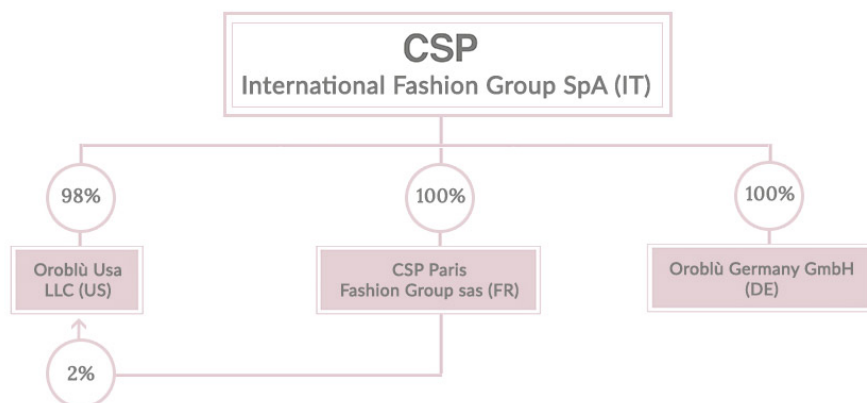 CSP
International Fashion Group SpA (IT)
98%
100%
100%
Oroblù Usa
LLC (US)
CSP Paris
Fashion Group sas (FR)
Oroblù Germany GmbH
(DE)
2%